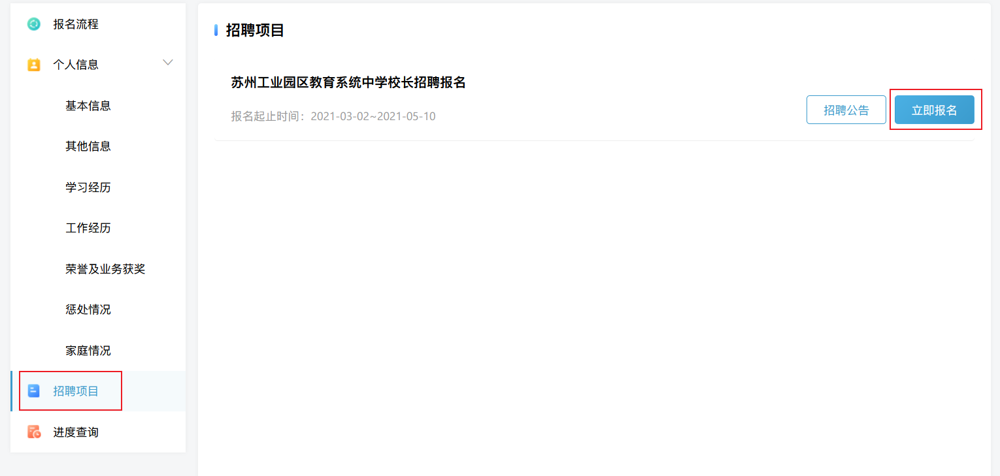 报名流程
个人信息
基本信息
其他信息
学习经历
工作经历
荣誉及业务获奖
惩处情况
家庭情况
招聘项目
进度查询
招聘项目
苏州工业园区教育系统中学校长招聘报名
报名起止时间：2021-03-02~2021-05-10
招聘公告
立即报名